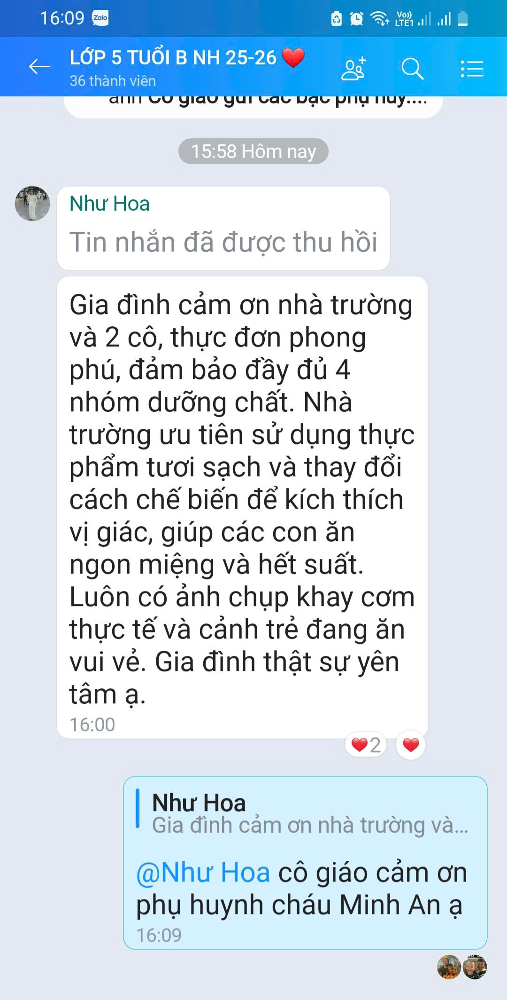 16:09 Zalo Vo)) LTE1
LỚP 5 TUỔI B NH 25-26 ❤️
36 thành viên
ảnh Cô giáo gửi các bậc phụ huy....
15:58 Hôm nay
Như Hoa
Tin nhắn đã được thu hồi
Gia đình cảm ơn nhà trường
và 2 cô, thực đơn phong
phú, đảm bảo đầy đủ 4
nhóm dưỡng chất. Nhà
trường ưu tiên sử dụng thực
phẩm tươi sạch và thay đổi
cách chế biến để kích thích
vị giác, giúp các con ăn
ngon miệng và hết suất.
Luôn có ảnh chụp khay cơm
thực tế và cảnh trẻ đang ăn
vui vẻ. Gia đình thật sự yên
tâm ạ.
16:00
❤️2 ❤️
Như Hoa
Gia đình cảm ơn nhà trường và...
@Như Hoa cô giáo cảm ơn
phụ huynh cháu Minh An ạ
16:09